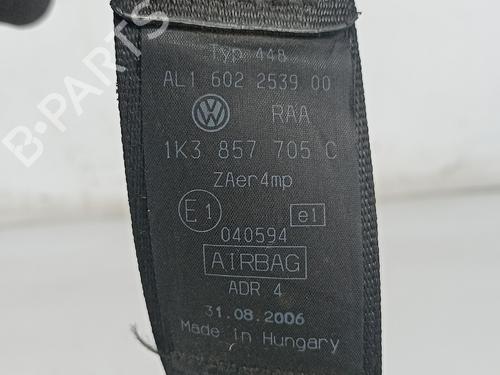 Typ 448
AL1 602 2539 00
RAA
1K3 857 705 C
ZAer4mp
E1 e1
040594
AIRBAG
ADR 4
31.08.2006
Made in Hungary
B-Parts